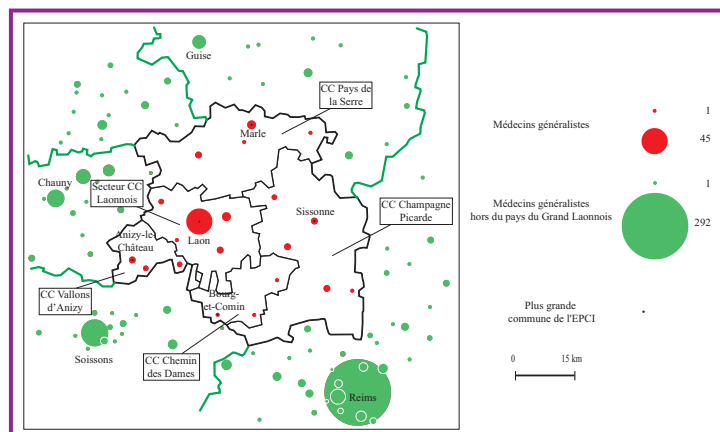 Guise
CC Pays de
la Serre
Marle
Chauny
Secteur CC
Laonnois
Sissonne
CC Champagne
Picarde
Anizy-le-
Château
Laon
CC Vallons
d'Anizy
Bourg-
et-Comin
Soissons
CC Chemin
des Dames
Reims
Médecins généralistes
1
45
Médecins généralistes
hors du pays du Grand Laonnois
1
292
Plus grande
commune de l'EPCI
0
15 km